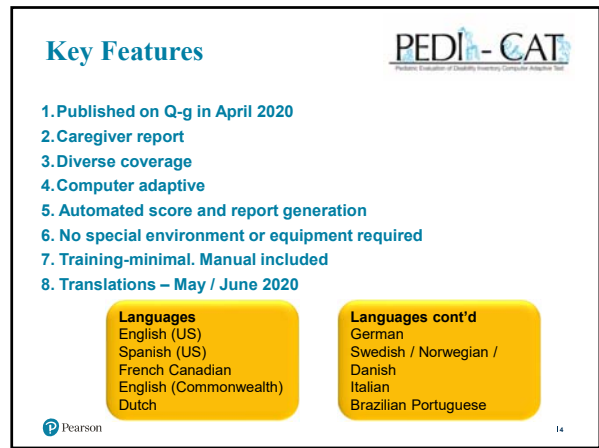 Key Features
PEDI-CAT
Pediatric Evaluation of Disability Inventory Computer Adaptive Test
1.Published on Q-g in April 2020
2.Caregiver report
3.Diverse coverage
4.Computer adaptive
5. Automated score and report generation
6. No special environment or equipment required
7. Training-minimal. Manual included
8. Translations – May / June 2020
Languages
English (US)
Spanish (US)
French Canadian
English (Commonwealth)
Dutch
Languages cont'd
German
Swedish / Norwegian /
Danish
Italian
Brazilian Portuguese
Pearson
14